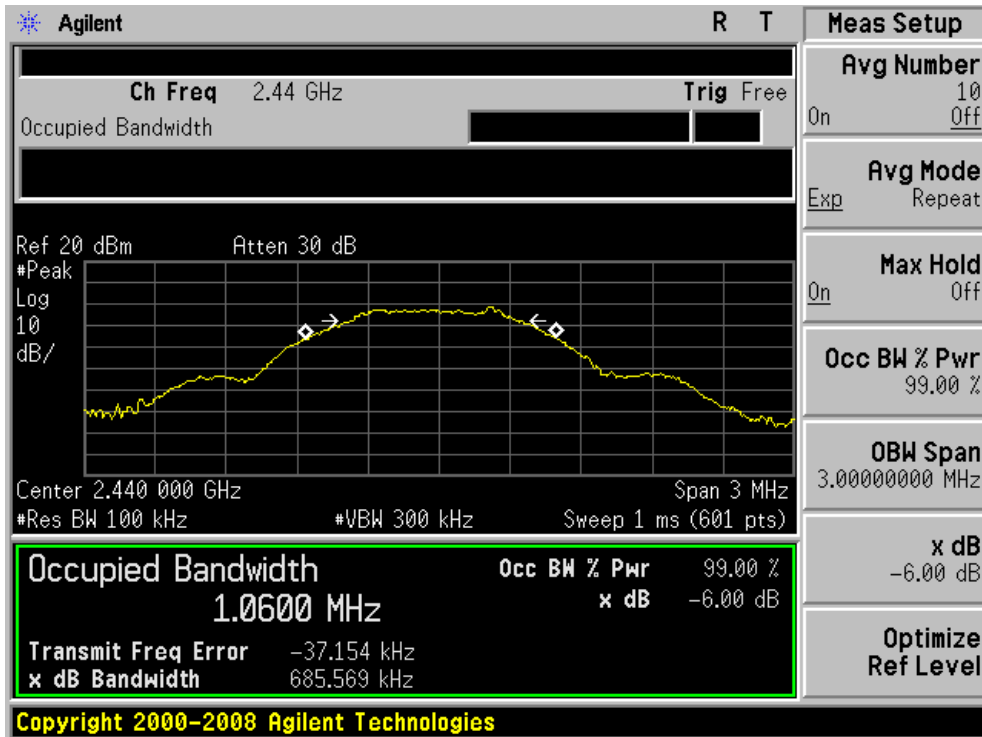 Agilent R T
Ch Freq 2.44 GHz Trig Free
Occupied Bandwidth
Ref 20 dBm Atten 30 dB
#Peak
Log
10
dB/
Center 2.440 000 GHz Span 3 MHz
#Res BW 100 kHz #VBW 300 kHz Sweep 1 ms (601 pts)
Occupied Bandwidth Occ BW % Pwr 99.00 %
1.0600 MHz x dB -6.00 dB
Transmit Freq Error -37.154 kHz
x dB Bandwidth 685.569 kHz
Copyright 2000-2008 Agilent Technologies
Meas Setup
Avg Number
10
On Off
Avg Mode
Exp Repeat
Max Hold
On Off
Occ BW % Pwr
99.00 %
OBW Span
3.00000000 MHz
x dB
-6.00 dB
Optimize
Ref Level